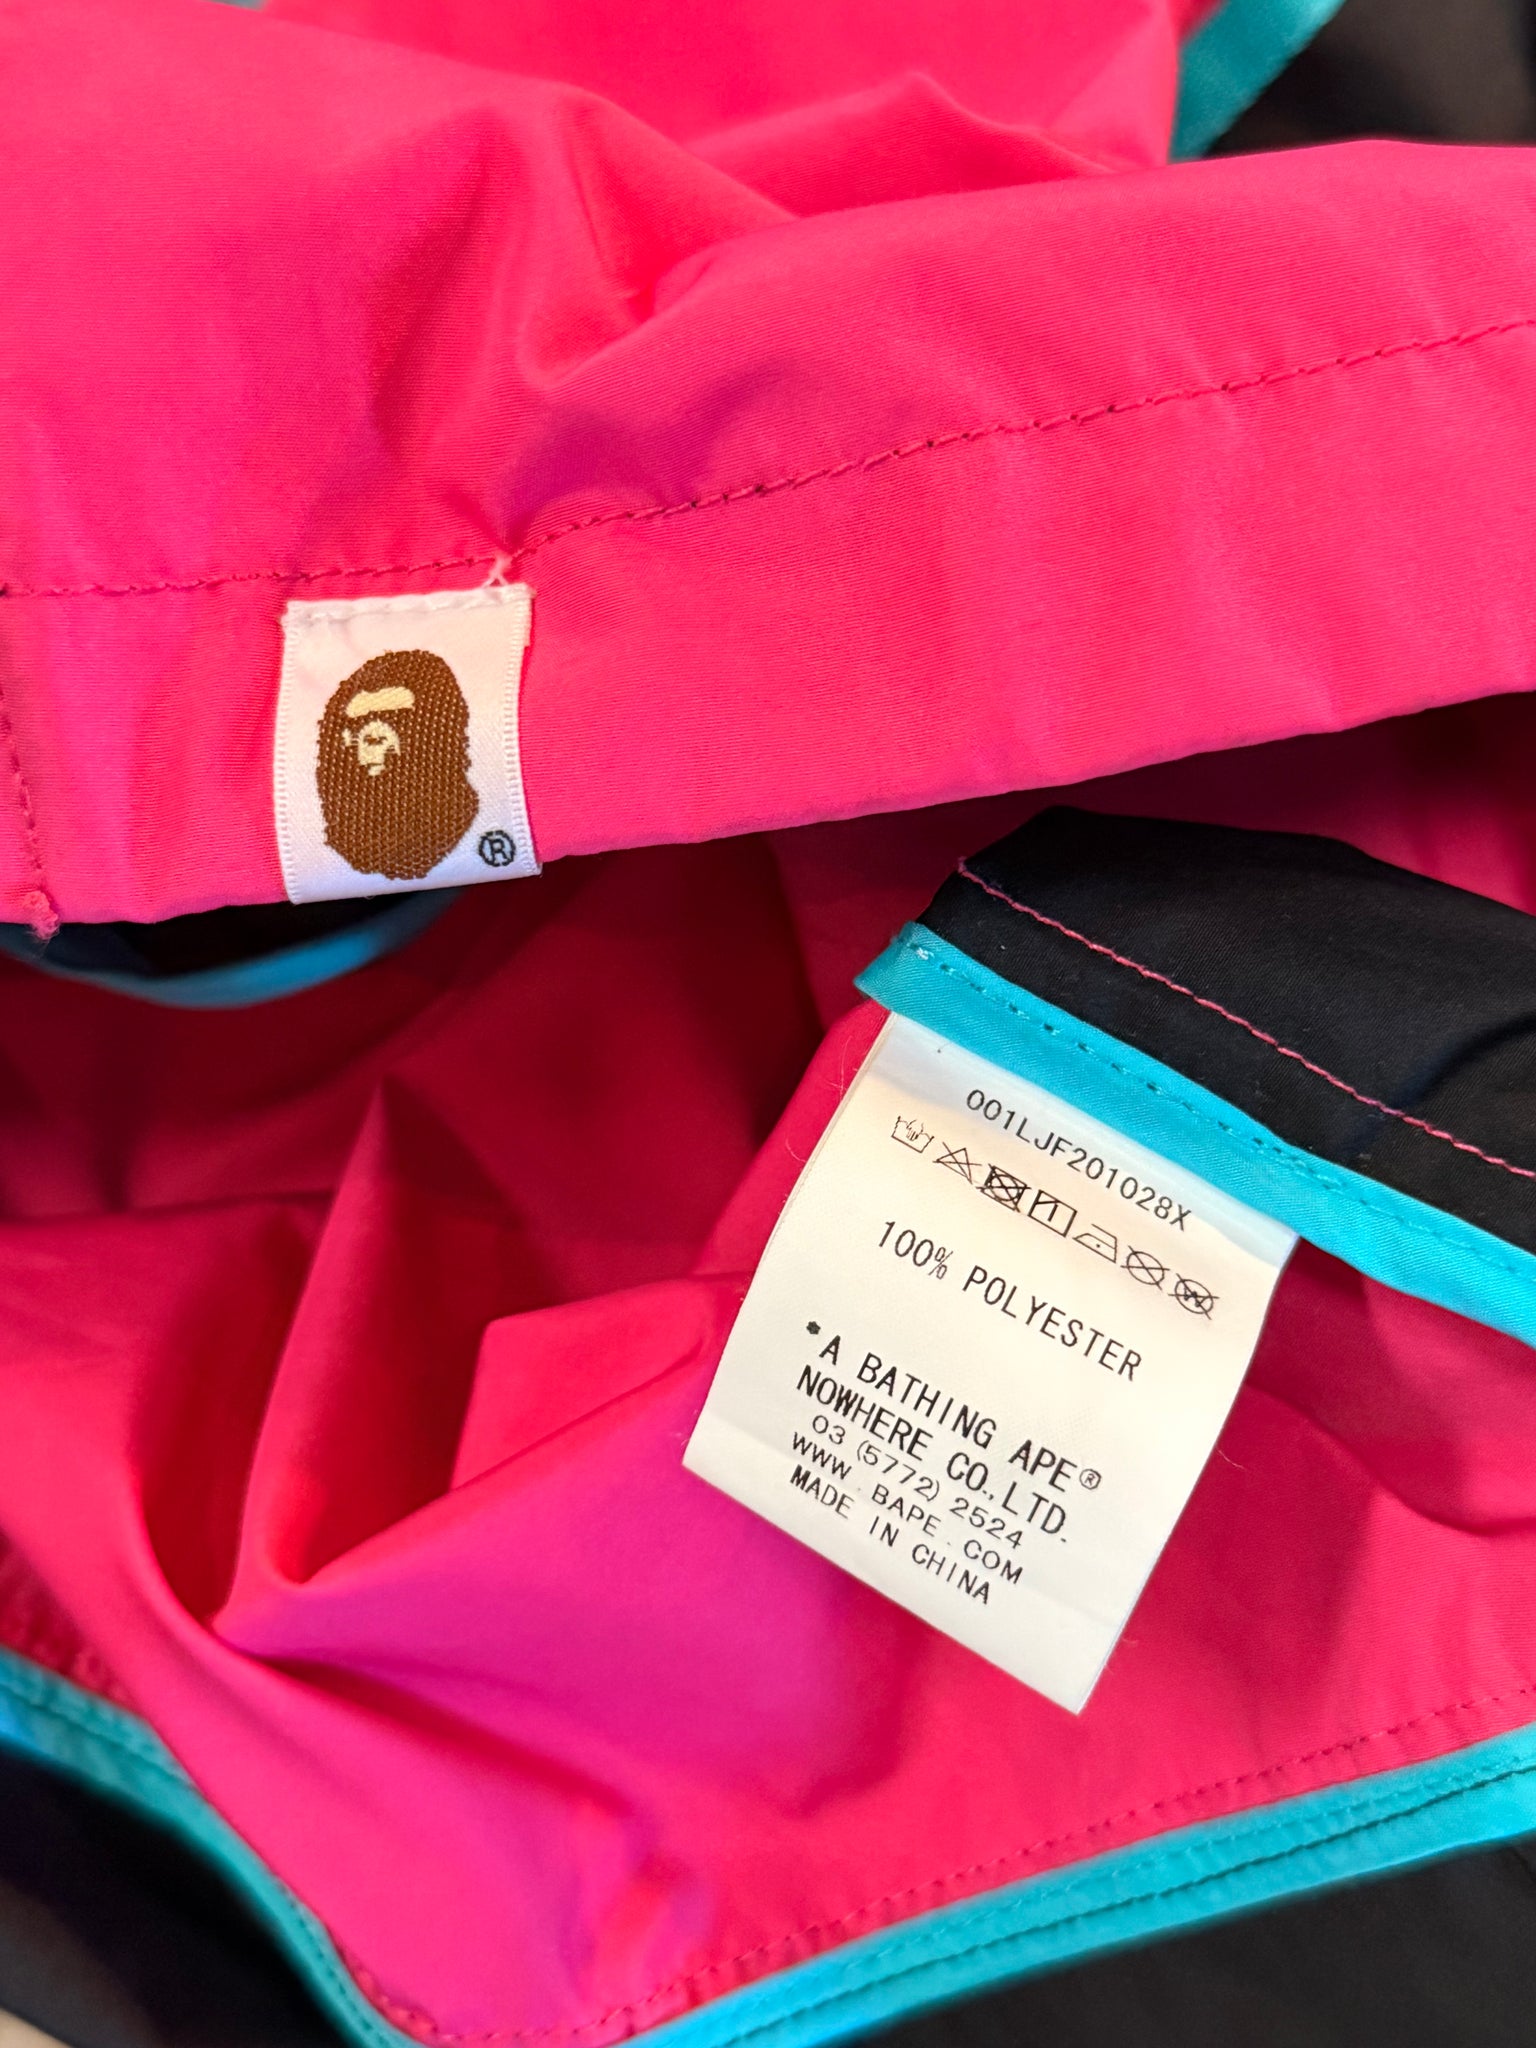 ®
001LJF201028X
100% POLYESTER
*A BATHING APE®
NOWHERE CO.,LTD.
03 (5772) 2524
WWW.BAPE.COM
MADE IN CHINA